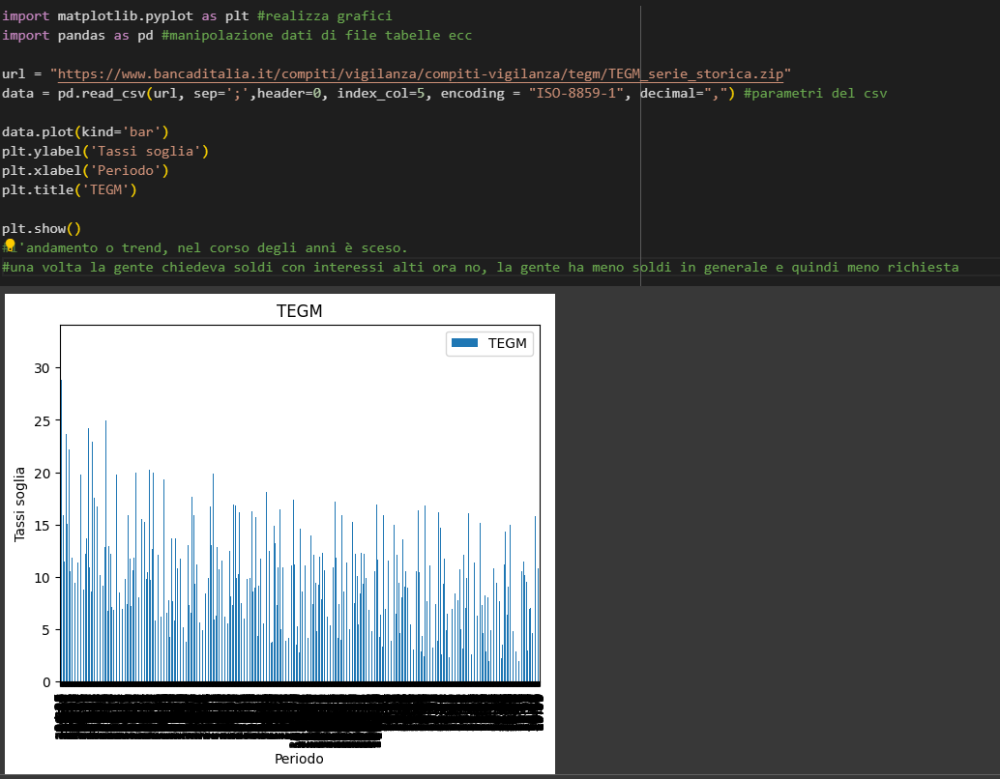 import matplotlib.pyplot as plt #realizza grafici
import pandas as pd #manipolazione dati di file tabelle ecc
url = "https://www.bancaditalia.it/compiti/vigilanza/compiti-vigilanza/tegm/TEGM_serie_storica.zip"
data = pd.read_csv(url, sep=';',header=0, index_col=5, encoding = "ISO-8859-1", decimal=",") #parametri del csv
data.plot(kind='bar')
plt.ylabel('Tassi soglia')
plt.xlabel('Periodo')
plt.title('TEGM')
plt.show()
#l'andamento o trend, nel corso degli anni è sceso.
#una volta la gente chiedeva soldi con interessi alti ora no, la gente ha meno soldi in generale e quindi meno richiesta
TEGM
TEGM
30
25
20
15
10
5
0
Tassi soglia
Periodo